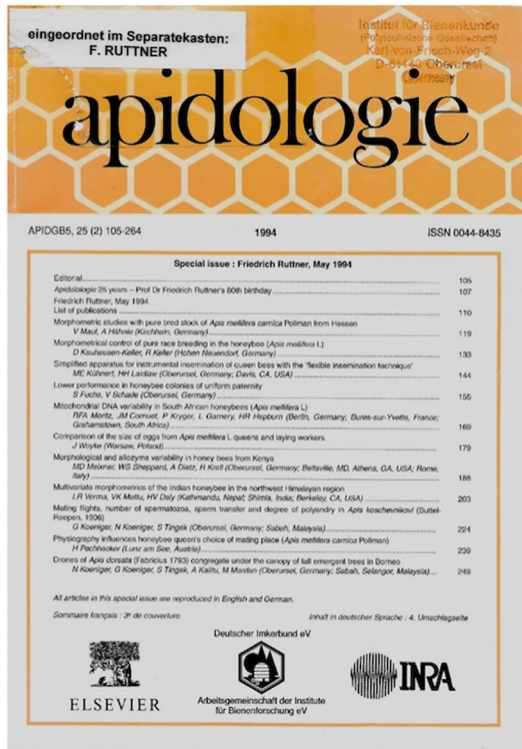 eingeordnet im Separatekasten:
F. RUTTNER
Institut für Bienenkunde
(Polytechnische Gesellschaft)
Karl-von-Frisch-Weg 2
D-61440 Oberursel
(Germany)
apidologie
APIDGB5, 25 (2) 105-264
1994
ISSN 0044-8435
Special issue : Friedrich Ruttner, May 1994
Editorial 105
Apidologie 25 years – Prof Dr Friedrich Ruttner's 80th birthday 107
Friedrich Ruttner, May 1994
List of publications 110
Morphometric studies with pure bred stock of Apis mellifera carnica Pollman from Hessen
V Maul, A Hähnle (Kirchhain, Germany) 119
Morphometrical control of pure race breeding in the honeybee (Apis mellifera L)
D Kauhausen-Keller, R Keller (Hohen Neuendorf, Germany) 133
Simplified apparatus for instrumental insemination of queen bees with the 'flexible insemination technique'
ME Kühnert, HH Laidlaw (Oberursel, Germany; Davis, CA, USA) 144
Lower performance in honeybee colonies of uniform paternity
S Fuchs, V Schade (Oberursel, Germany) 155
Mitochondrial DNA variability in South African honeybees (Apis mellifera L)
RFA Moritz, JM Cornuet, P Kryger, L Garnery, HR Hepburn (Berlin, Germany; Bures-sur-Yvette, France;
Grahamstown, South Africa) 169
Comparison of the size of eggs from Apis mellifera L queens and laying workers
J Woyke (Warsaw, Poland) 179
Morphological and allozyme variability in honey bees from Kenya
MD Meixner, WS Sheppard, A Dietz, R Krell (Oberursel, Germany; Beltsville, MD, Athens, GA, USA; Rome,
Italy) 188
Multivariate morphometrics of the Indian honeybee in the northwest Himalayan region
LR Verma, VK Mattu, HV Daly (Kathmandu, Nepal; Shimla, India; Berkeley, CA, USA) 203
Mating flights, number of spermatozoa, sperm transfer and degree of polyandry in Apis koschevnikovi (Buttel-
Reepen, 1906)
G Koeniger, N Koeniger, S Tingek (Oberursel, Germany; Sabah, Malaysia) 224
Physiography influences honeybee queen's choice of mating place (Apis mellifera carnica Pollman)
H Pechhacker (Lunz am See, Austria) 239
Drones of Apis dorsata (Fabricius 1793) congregate under the canopy of tall emergent trees in Borneo
N Koeniger, G Koeniger, S Tingek, A Kalitu, M Mardan (Oberursel, Germany; Sabah, Selangor, Malaysia) 249
All articles in this special issue are reproduced in English and German.
Sommaire français : 3e de couverture
Inhalt in deutscher Sprache : 4. Umschlagseite
Deutscher Imkerbund eV
ELSEVIER
Arbeitsgemeinschaft der Institute
für Bienenforschung eV
INRA